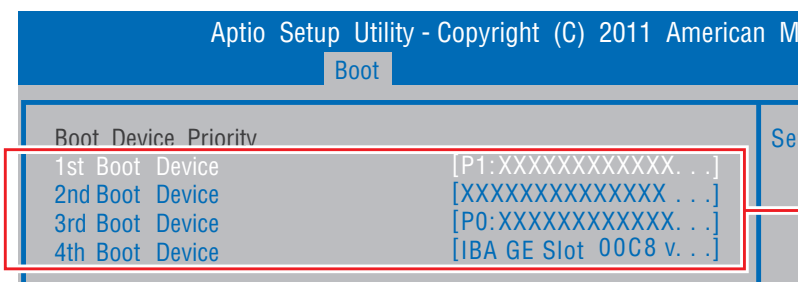 Aptio Setup Utility - Copyright (C) 2011 American M
Boot
Boot Device Priority
Se
1st Boot Device [P1:XXXXXXXXXXXX. . .]
2nd Boot Device [XXXXXXXXXXXXXX . . .]
3rd Boot Device [P0:XXXXXXXXXXXX. . .]
4th Boot Device [IBA GE Slot 00C8 v. . .]